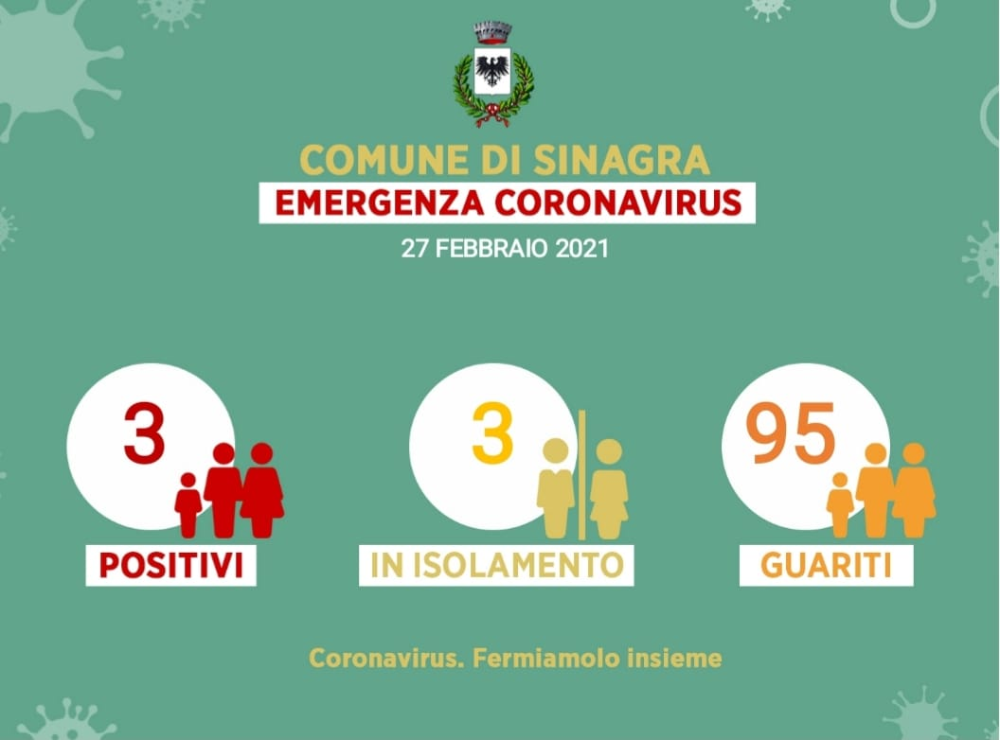 COMUNE DI SINAGRA
EMERGENZA CORONAVIRUS
27 FEBBRAIO 2021
3 3 95
POSITIVI IN ISOLAMENTO GUARITI
Coronavirus. Fermiamolo insieme